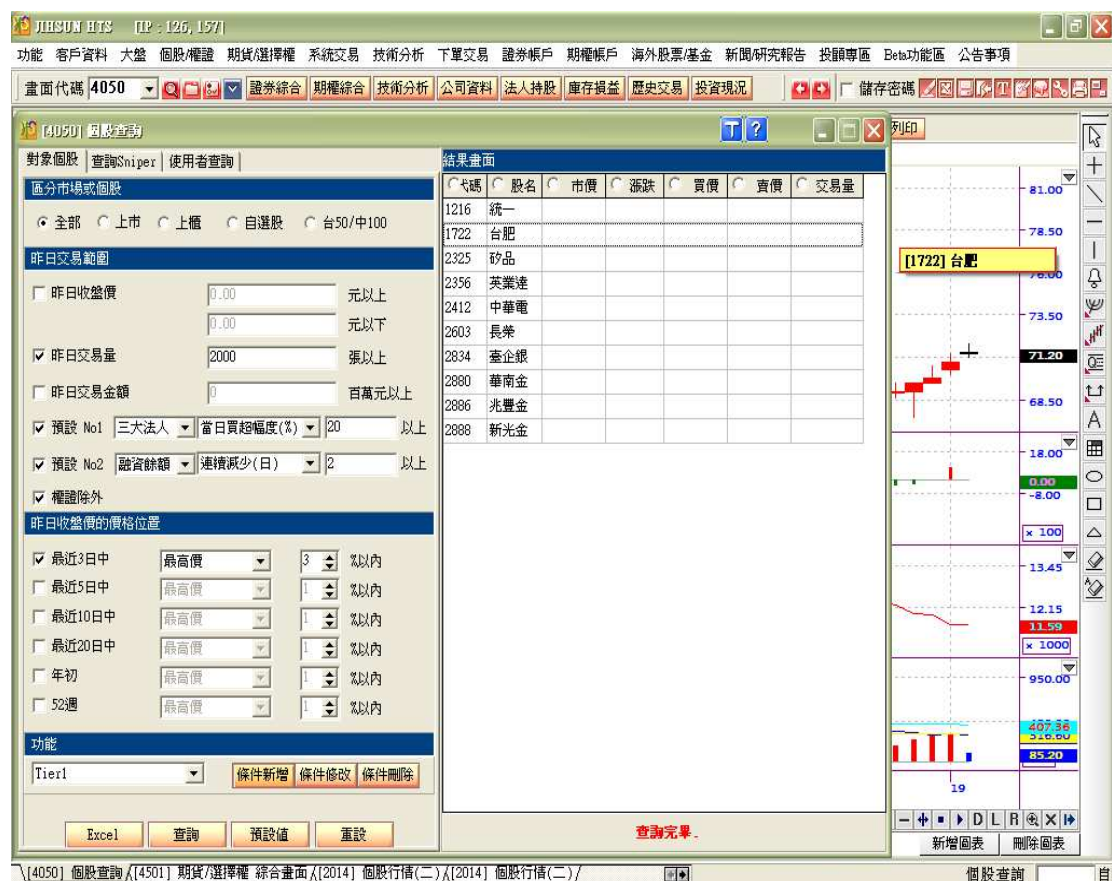 JIHSUN HTS [IP : 126, 157]
功能 客戶資料 大盤 個股/權證 期貨/選擇權 系統交易 技術分析 下單交易 證券帳戶 期權帳戶 海外股票/基金 新聞/研究報告 投顧專區 Beta功能區 公告事項
畫面代碼 4050 證券綜合 期權綜合 技術分析 公司資料 法人持股 庫存損益 歷史交易 投資現況 儲存密碼
[4050] 個股查詢 T ? 列印
對象個股 查詢Sniper 使用者查詢 結果畫面
區分市場或個股
代碼 股名 市價 漲跌 買價 賣價 交易量
全部 上市 上櫃 自選股 台50/中100
1216 統一
1722 台肥
2325 矽品
2356 英業達
2412 中華電
2603 長榮
2834 臺企銀
2880 華南金
2886 兆豐金
2888 新光金
昨日交易範圍
昨日收盤價 0.00 元以上
0.00 元以下
昨日交易量 2000 張以上
昨日交易金額 0 百萬元以上
預設 No1 三大法人 當日買超幅度(%) 20 以上
預設 No2 融資餘額 連續減少(日) 2 以上
權證除外
昨日收盤價的價格位置
最近3日中 最高價 3 %以內
最近5日中 最高價 1 %以內
最近10日中 最高價 1 %以內
最近20日中 最高價 1 %以內
年初 最高價 1 %以內
52週 最高價 1 %以內
功能
Tier1 條件新增 條件修改 條件刪除
Excel 查詢 預設值 重設
查詢完畢.
81.00
78.50
[1722] 台肥
76.00
73.50
71.20
68.50
18.00
0.00
-8.00
x 100
13.45
12.15
11.59
x 1000
950.00
407.36
516.60
85.20
19
D L R
新增圖表 刪除圖表
[4050] 個股查詢 [4501] 期貨/選擇權 綜合畫面 [2014] 個股行情(二) [2014] 個股行情(二) 個股查詢 自